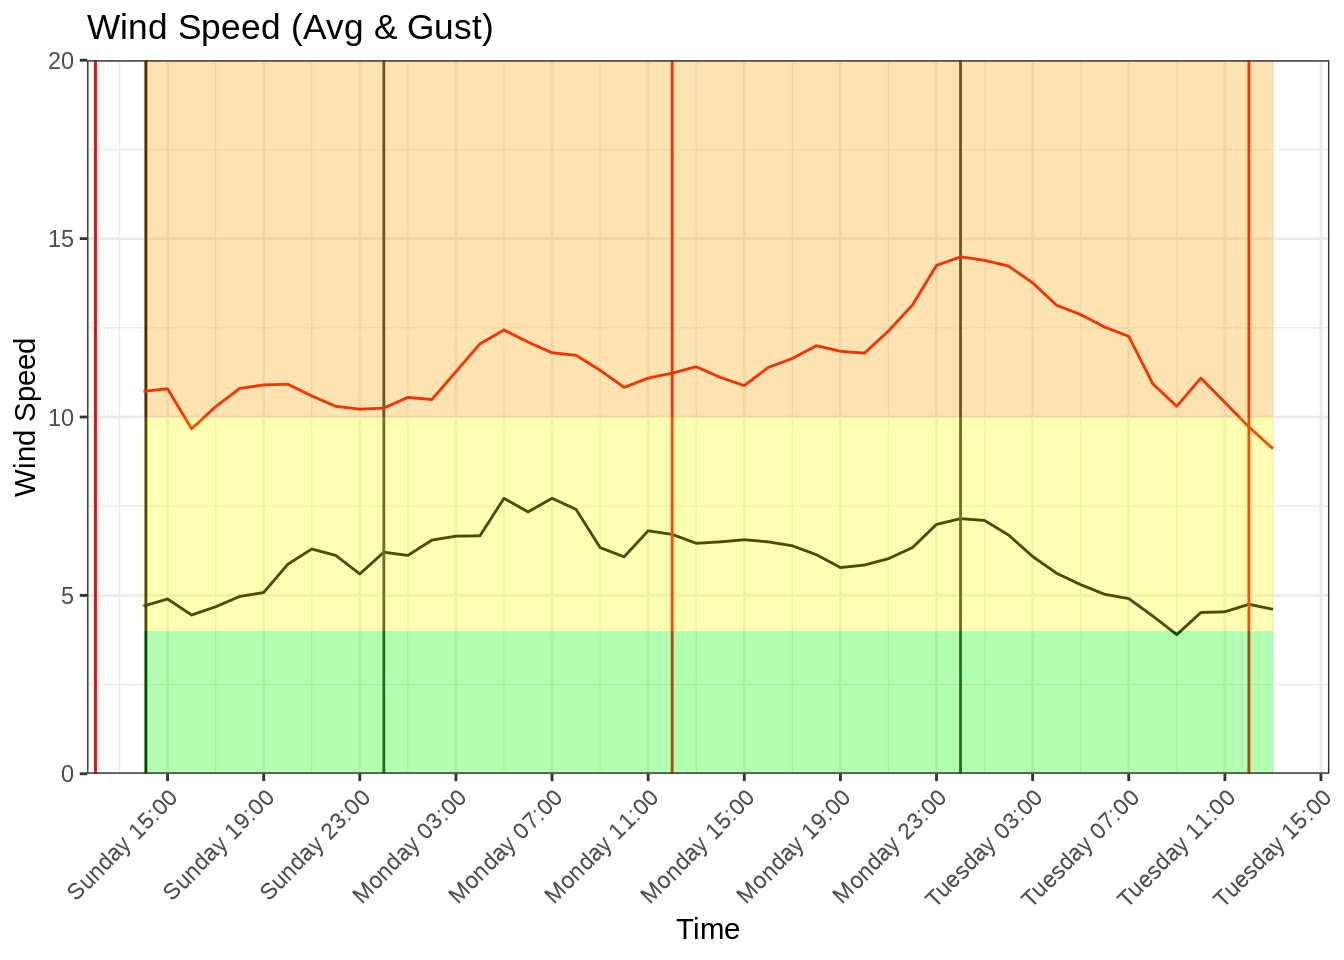 Wind Speed (Avg & Gust)
20
15
10
5
0
Wind Speed
Sunday 15:00
Sunday 19:00
Sunday 23:00
Monday 03:00
Monday 07:00
Monday 11:00
Monday 15:00
Monday 19:00
Monday 23:00
Tuesday 03:00
Tuesday 07:00
Tuesday 11:00
Tuesday 15:00
Time